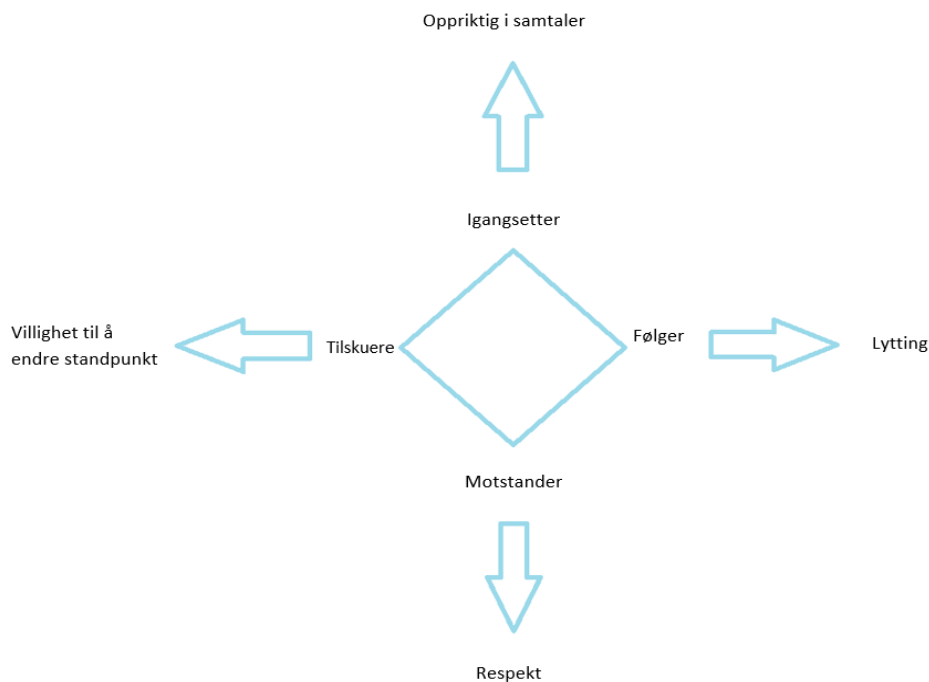 Oppriktig i samtaler
Igangsetter
Villighet til å
endre standpunkt
Tilskuere
Følger
Lytting
Motstander
Respekt